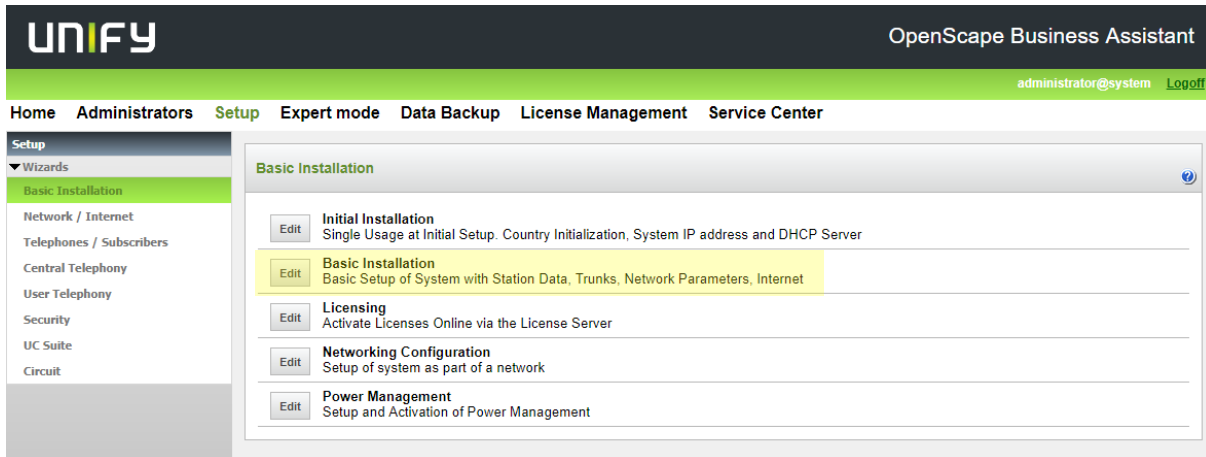 UNIFY
OpenScape Business Assistant
administrator@system Logoff
Home Administrators Setup Expert mode Data Backup License Management Service Center
Setup
Wizards
Basic Installation
Network / Internet
Telephones / Subscribers
Central Telephony
User Telephony
Security
UC Suite
Circuit
Basic Installation
?
Edit
Initial Installation
Single Usage at Initial Setup. Country Initialization, System IP address and DHCP Server
Edit
Basic Installation
Basic Setup of System with Station Data, Trunks, Network Parameters, Internet
Edit
Licensing
Activate Licenses Online via the License Server
Edit
Networking Configuration
Setup of system as part of a network
Edit
Power Management
Setup and Activation of Power Management